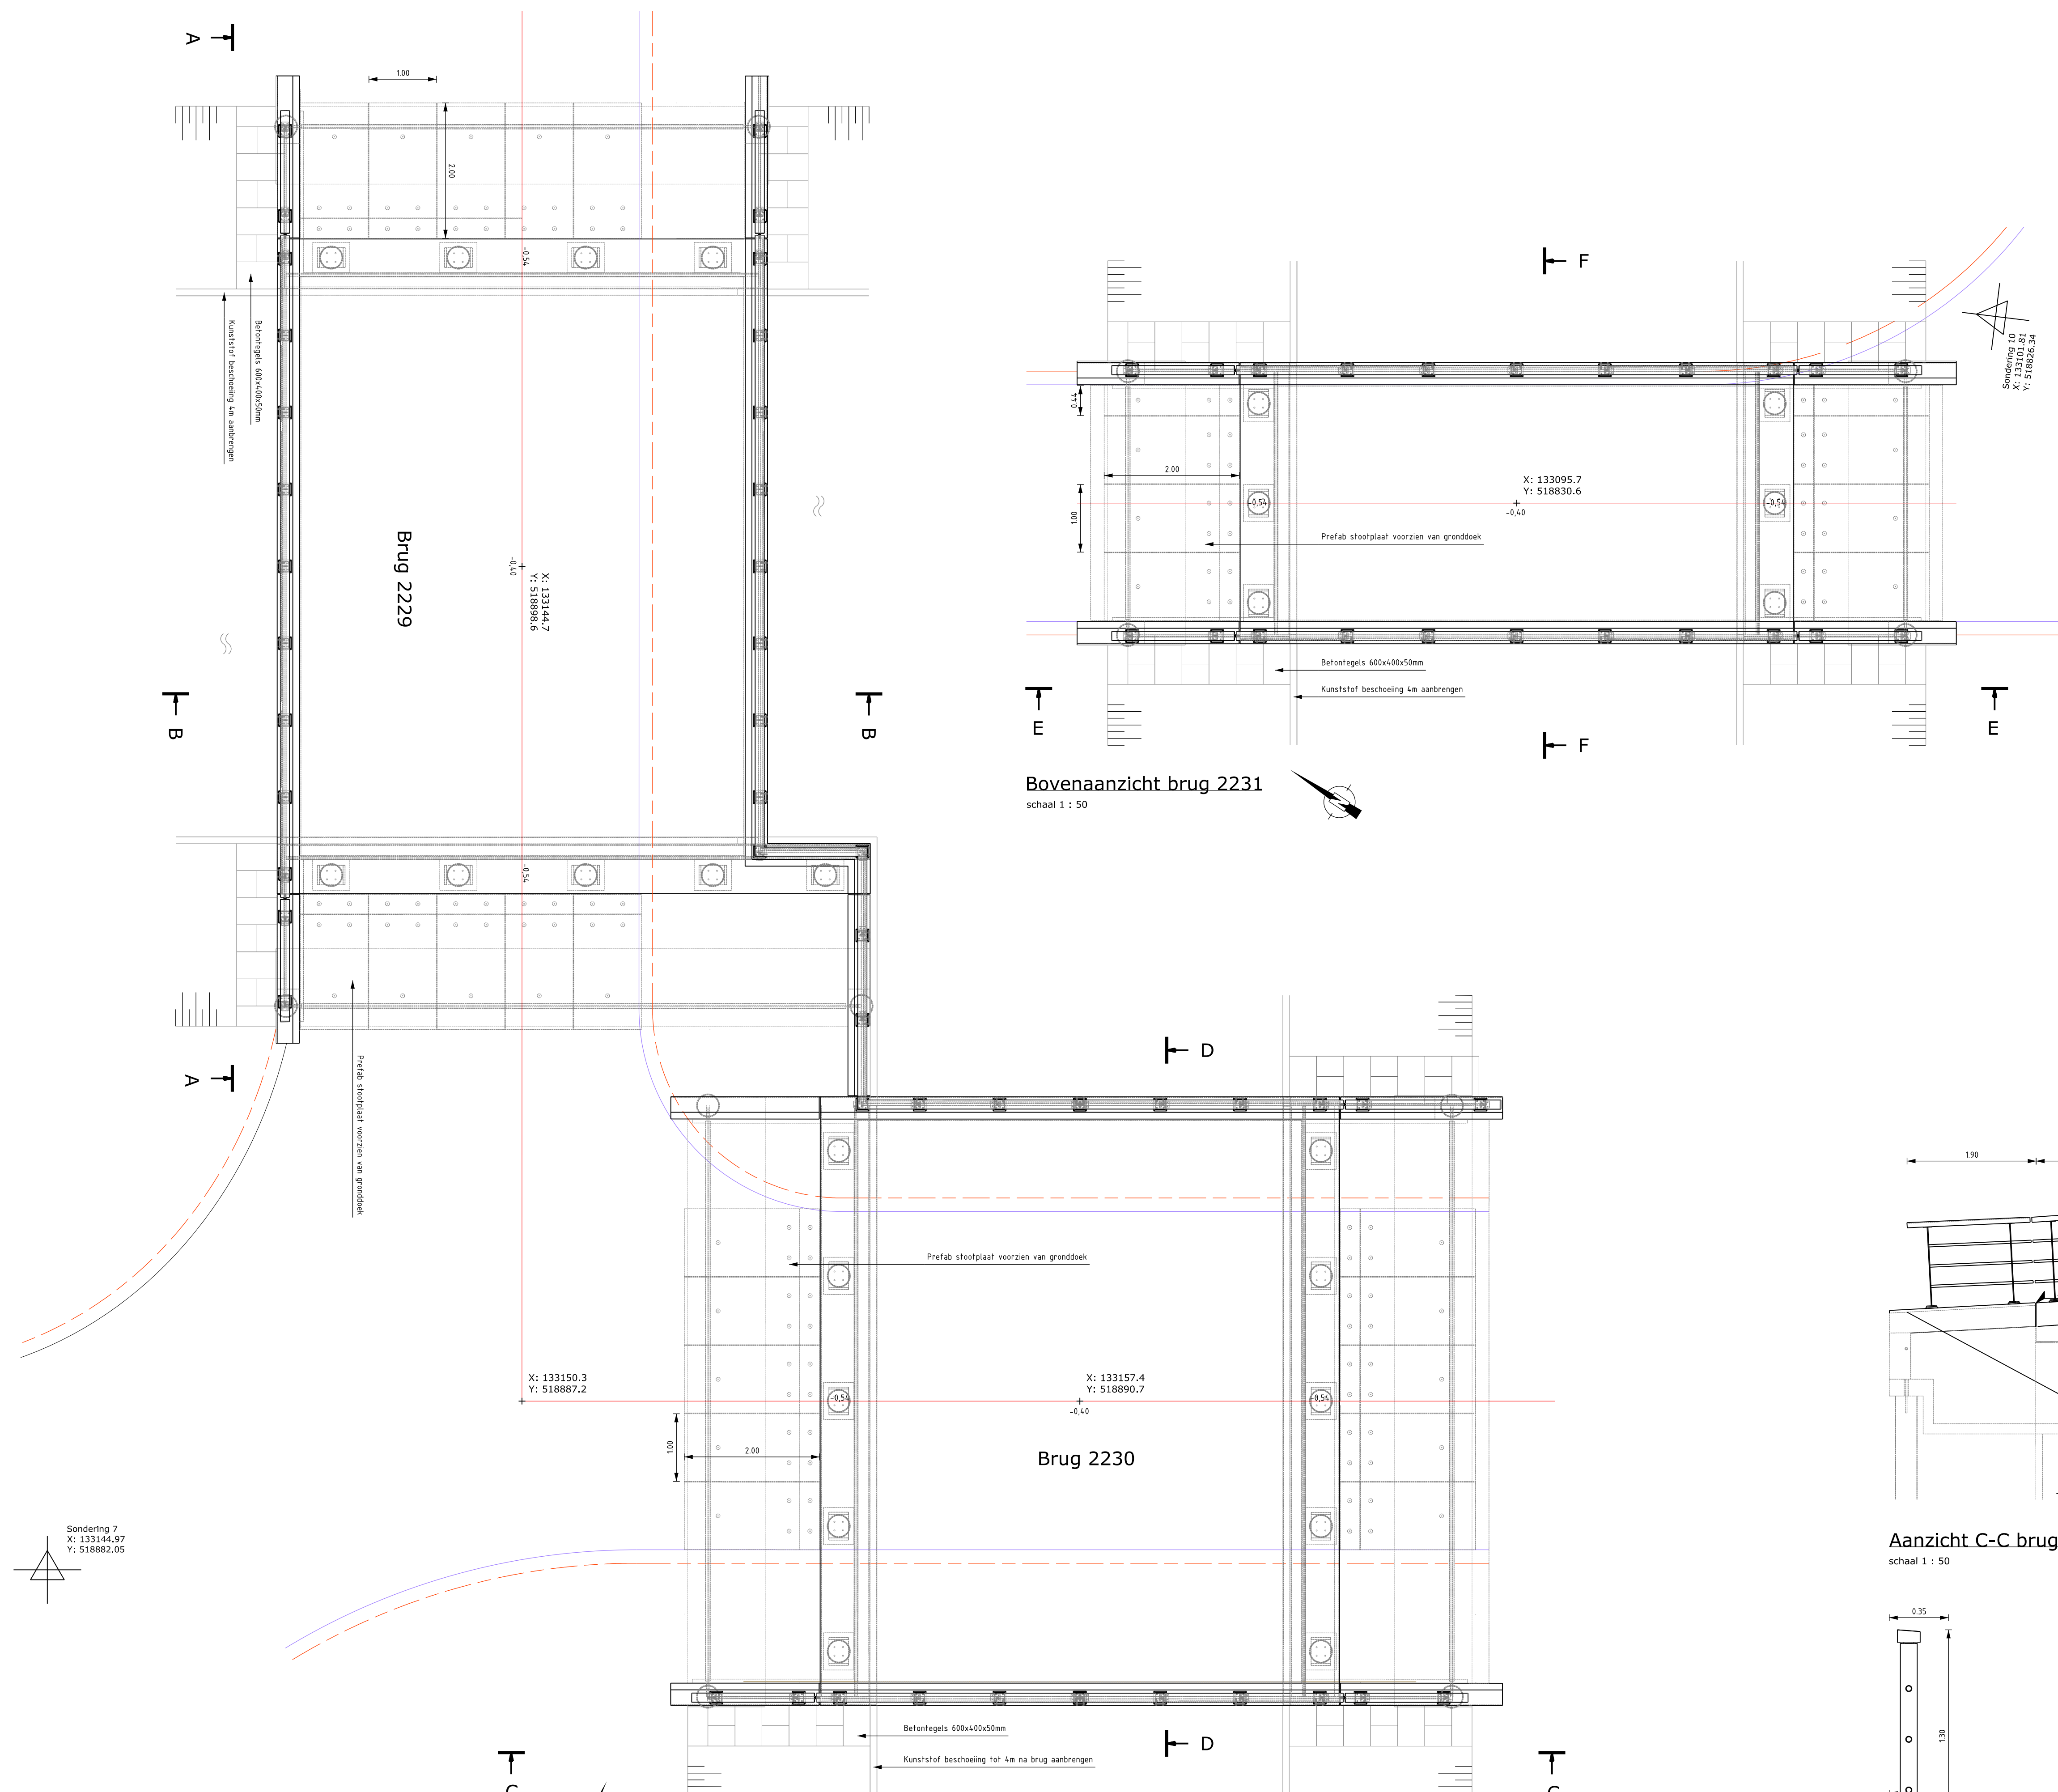 A
1.00
2.00
-0,54
Betontegels 600x400x50mm
Kunststof beschoeiing 4m aanbrengen
Brug 2229
-0,40
X: 133144.7
Y: 518898.6
B
B
-0,54
A
Prefab stootplaat voorzien van gronddoek
F
Sondering 10
X: 133101.81
Y: 518826.34
0.44
2.00
X: 133095.7
Y: 518830.6
-0,54
-0,54
-0,40
1.00
Prefab stootplaat voorzien van gronddoek
Betontegels 600x400x50mm
Kunststof beschoeiing 4m aanbrengen
E
E
F
Bovenaanzicht brug 2231
schaal 1 : 50
D
Prefab stootplaat voorzien van gronddoek
X: 133150.3
Y: 518887.2
X: 133157.4
Y: 518890.7
-0,54
-0,54
-0,40
1.00
2.00
Brug 2230
Sondering 7
X: 133144.97
Y: 518882.05
Betontegels 600x400x50mm
D
Kunststof beschoeiing tot 4m na brug aanbrengen
C
C
1.90
Aanzicht C-C brug
schaal 1 : 50
0.35
1.30